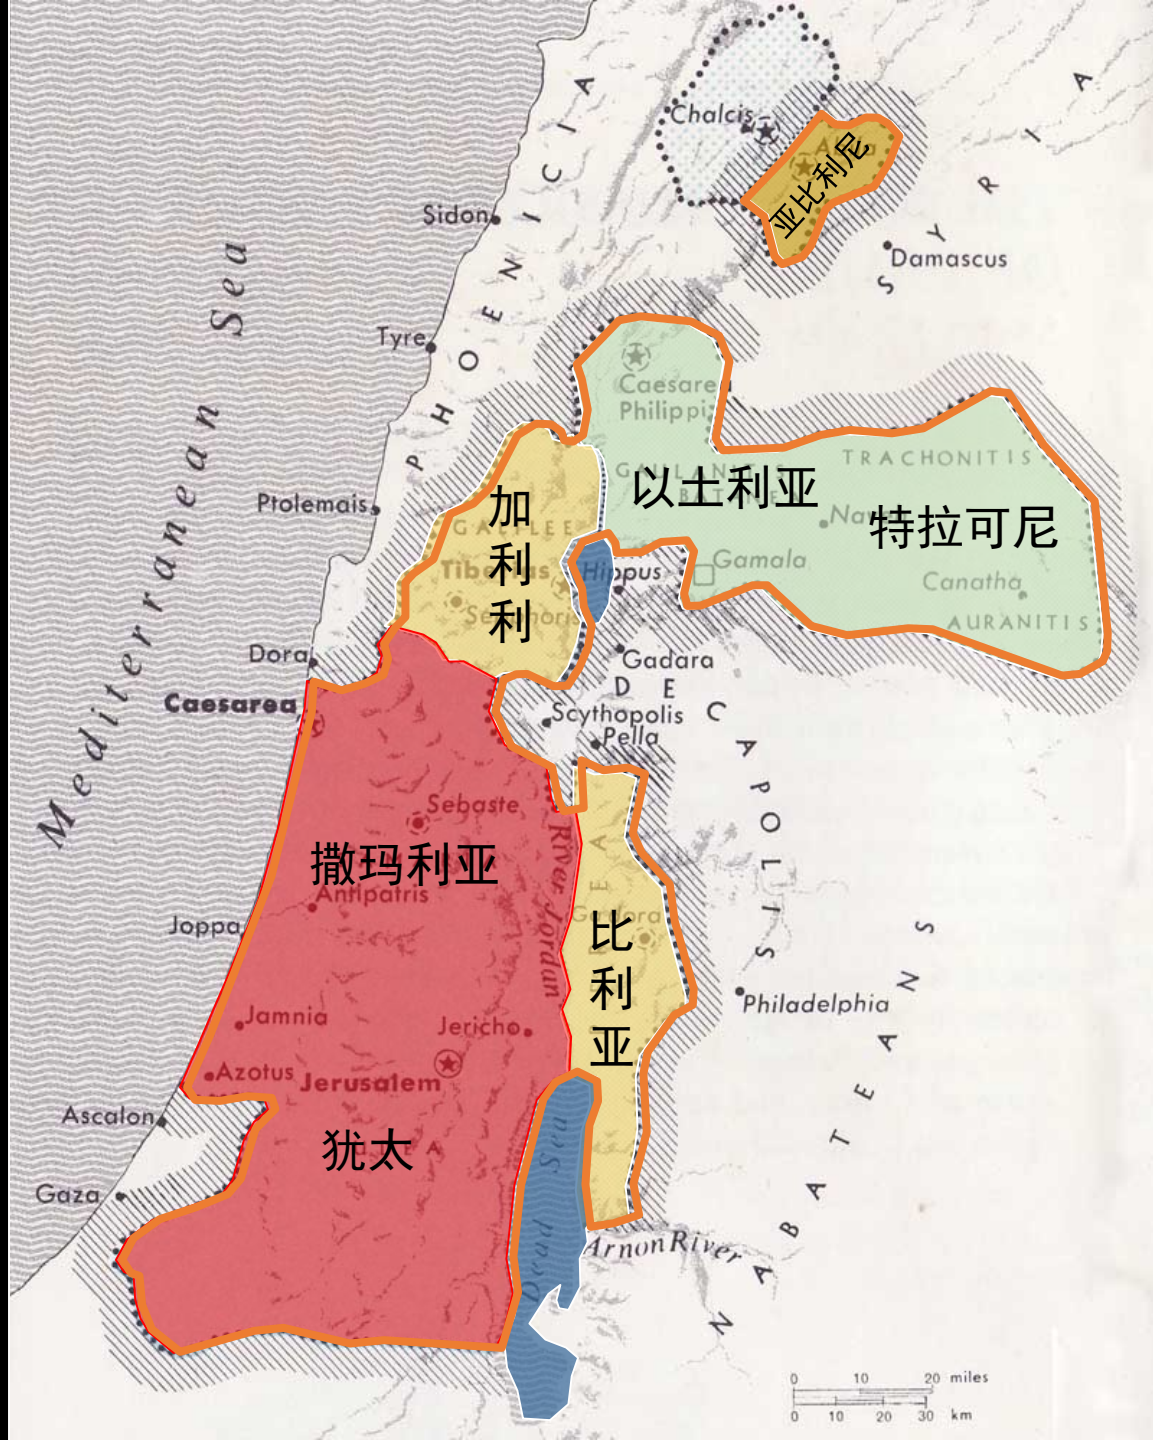 Chalcis
亚比利尼
SYRIA
Sidon
Damascus
PHOENICIA
Tyre
Mediterranean Sea
Caesarea
Philippi
TRACHONITIS
以土利亚
特拉可尼
Ptolemais
加利利
GALILEE
Tiberias
Hippus
Gamala
Canatha
AURANITIS
Dora
Gadara
DECAPOLIS
Caesarea
Scythopolis
Pella
Sebaste
撒玛利亚
Antipatris
River Jordan
Joppa
比利亚
Philadelphia
Jamnia
Jericho
Azotus
Jerusalem
Ascalon
犹太
Gaza
Dead Sea
Arnon River
NABATEANS
0 10 20 miles
0 10 20 30 km